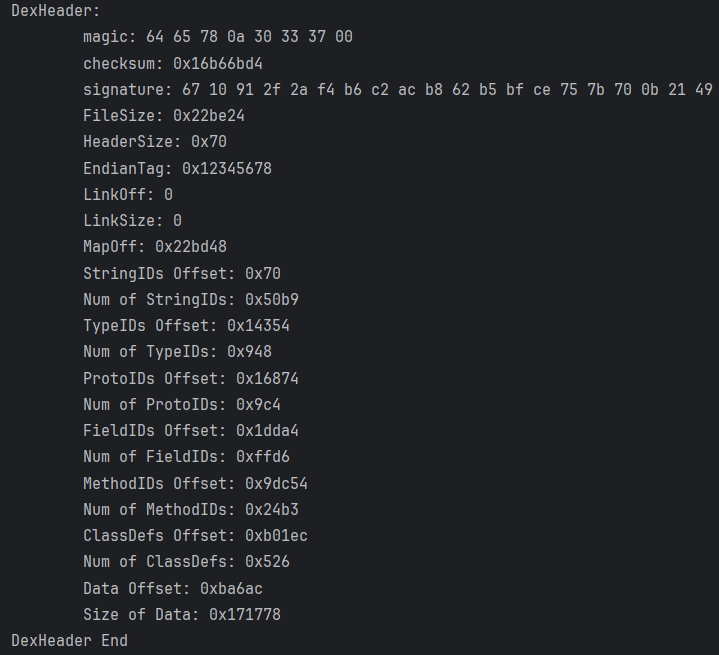 DexHeader:
magic: 64 65 78 0a 30 33 37 00
checksum: 0x16b66bd4
signature: 67 10 91 2f 2a f4 b6 c2 ac b8 62 b5 bf ce 75 7b 70 0b 21 49
FileSize: 0x22be24
HeaderSize: 0x70
EndianTag: 0x12345678
LinkOff: 0
LinkSize: 0
MapOff: 0x22bd48
StringIDs Offset: 0x70
Num of StringIDs: 0x50b9
TypeIDs Offset: 0x14354
Num of TypeIDs: 0x948
ProtoIDs Offset: 0x16874
Num of ProtoIDs: 0x9c4
FieldIDs Offset: 0x1dda4
Num of FieldIDs: 0xffd6
MethodIDs Offset: 0x9dc54
Num of MethodIDs: 0x24b3
ClassDefs Offset: 0xb01ec
Num of ClassDefs: 0x526
Data Offset: 0xba6ac
Size of Data: 0x171778
DexHeader End